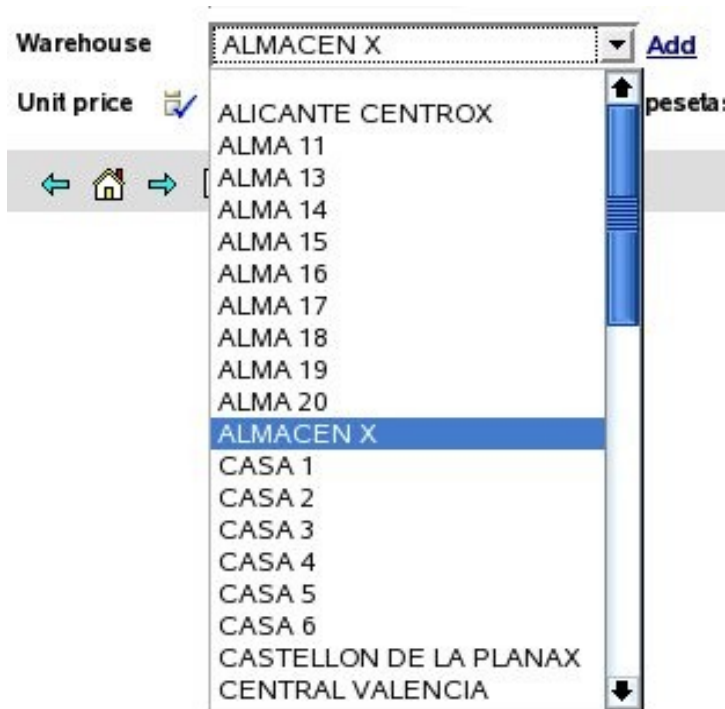 Warehouse ALMACEN X Add
Unit price pesetas
ALICANTE CENTROX
ALMA 11
ALMA 13
ALMA 14
ALMA 15
ALMA 16
ALMA 17
ALMA 18
ALMA 19
ALMA 20
ALMACEN X
CASA 1
CASA 2
CASA 3
CASA 4
CASA 5
CASA 6
CASTELLON DE LA PLANAX
CENTRAL VALENCIA